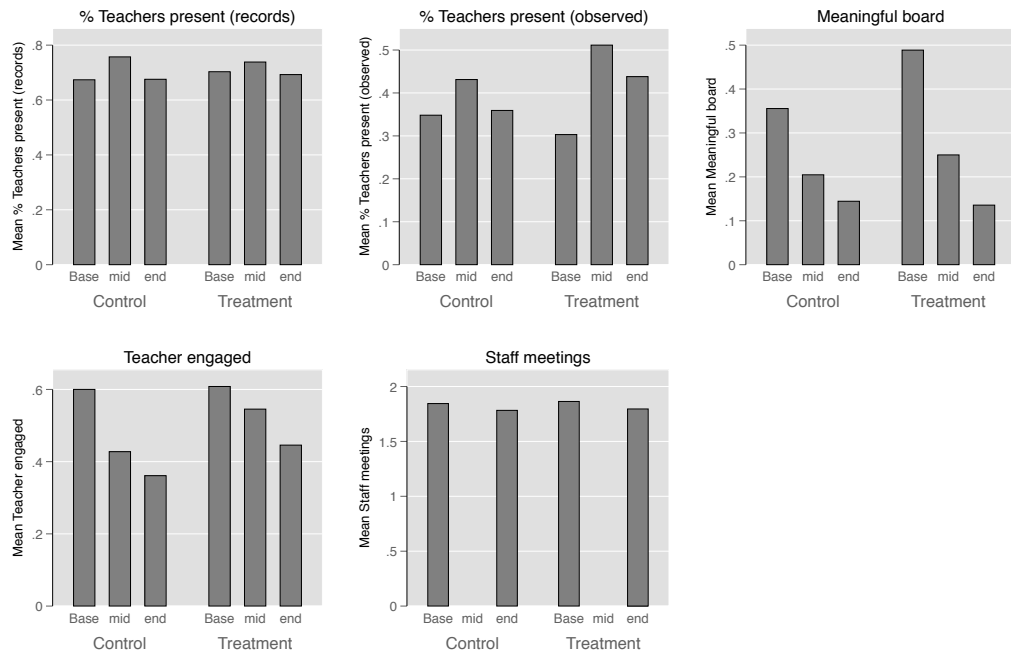 % Teachers present (records)
Mean % Teachers present (records)
.8
.6
.4
.2
0
Base mid end Base mid end
Control Treatment
% Teachers present (observed)
Mean % Teachers present (observed)
.5
.4
.3
.2
.1
0
Base mid end Base mid end
Control Treatment
Meaningful board
Mean Meaningful board
.5
.4
.3
.2
.1
0
Base mid end Base mid end
Control Treatment
Teacher engaged
Mean Teacher engaged
.6
.4
.2
0
Base mid end Base mid end
Control Treatment
Staff meetings
Mean Staff meetings
2
1.5
1
.5
0
Base mid end Base mid end
Control Treatment